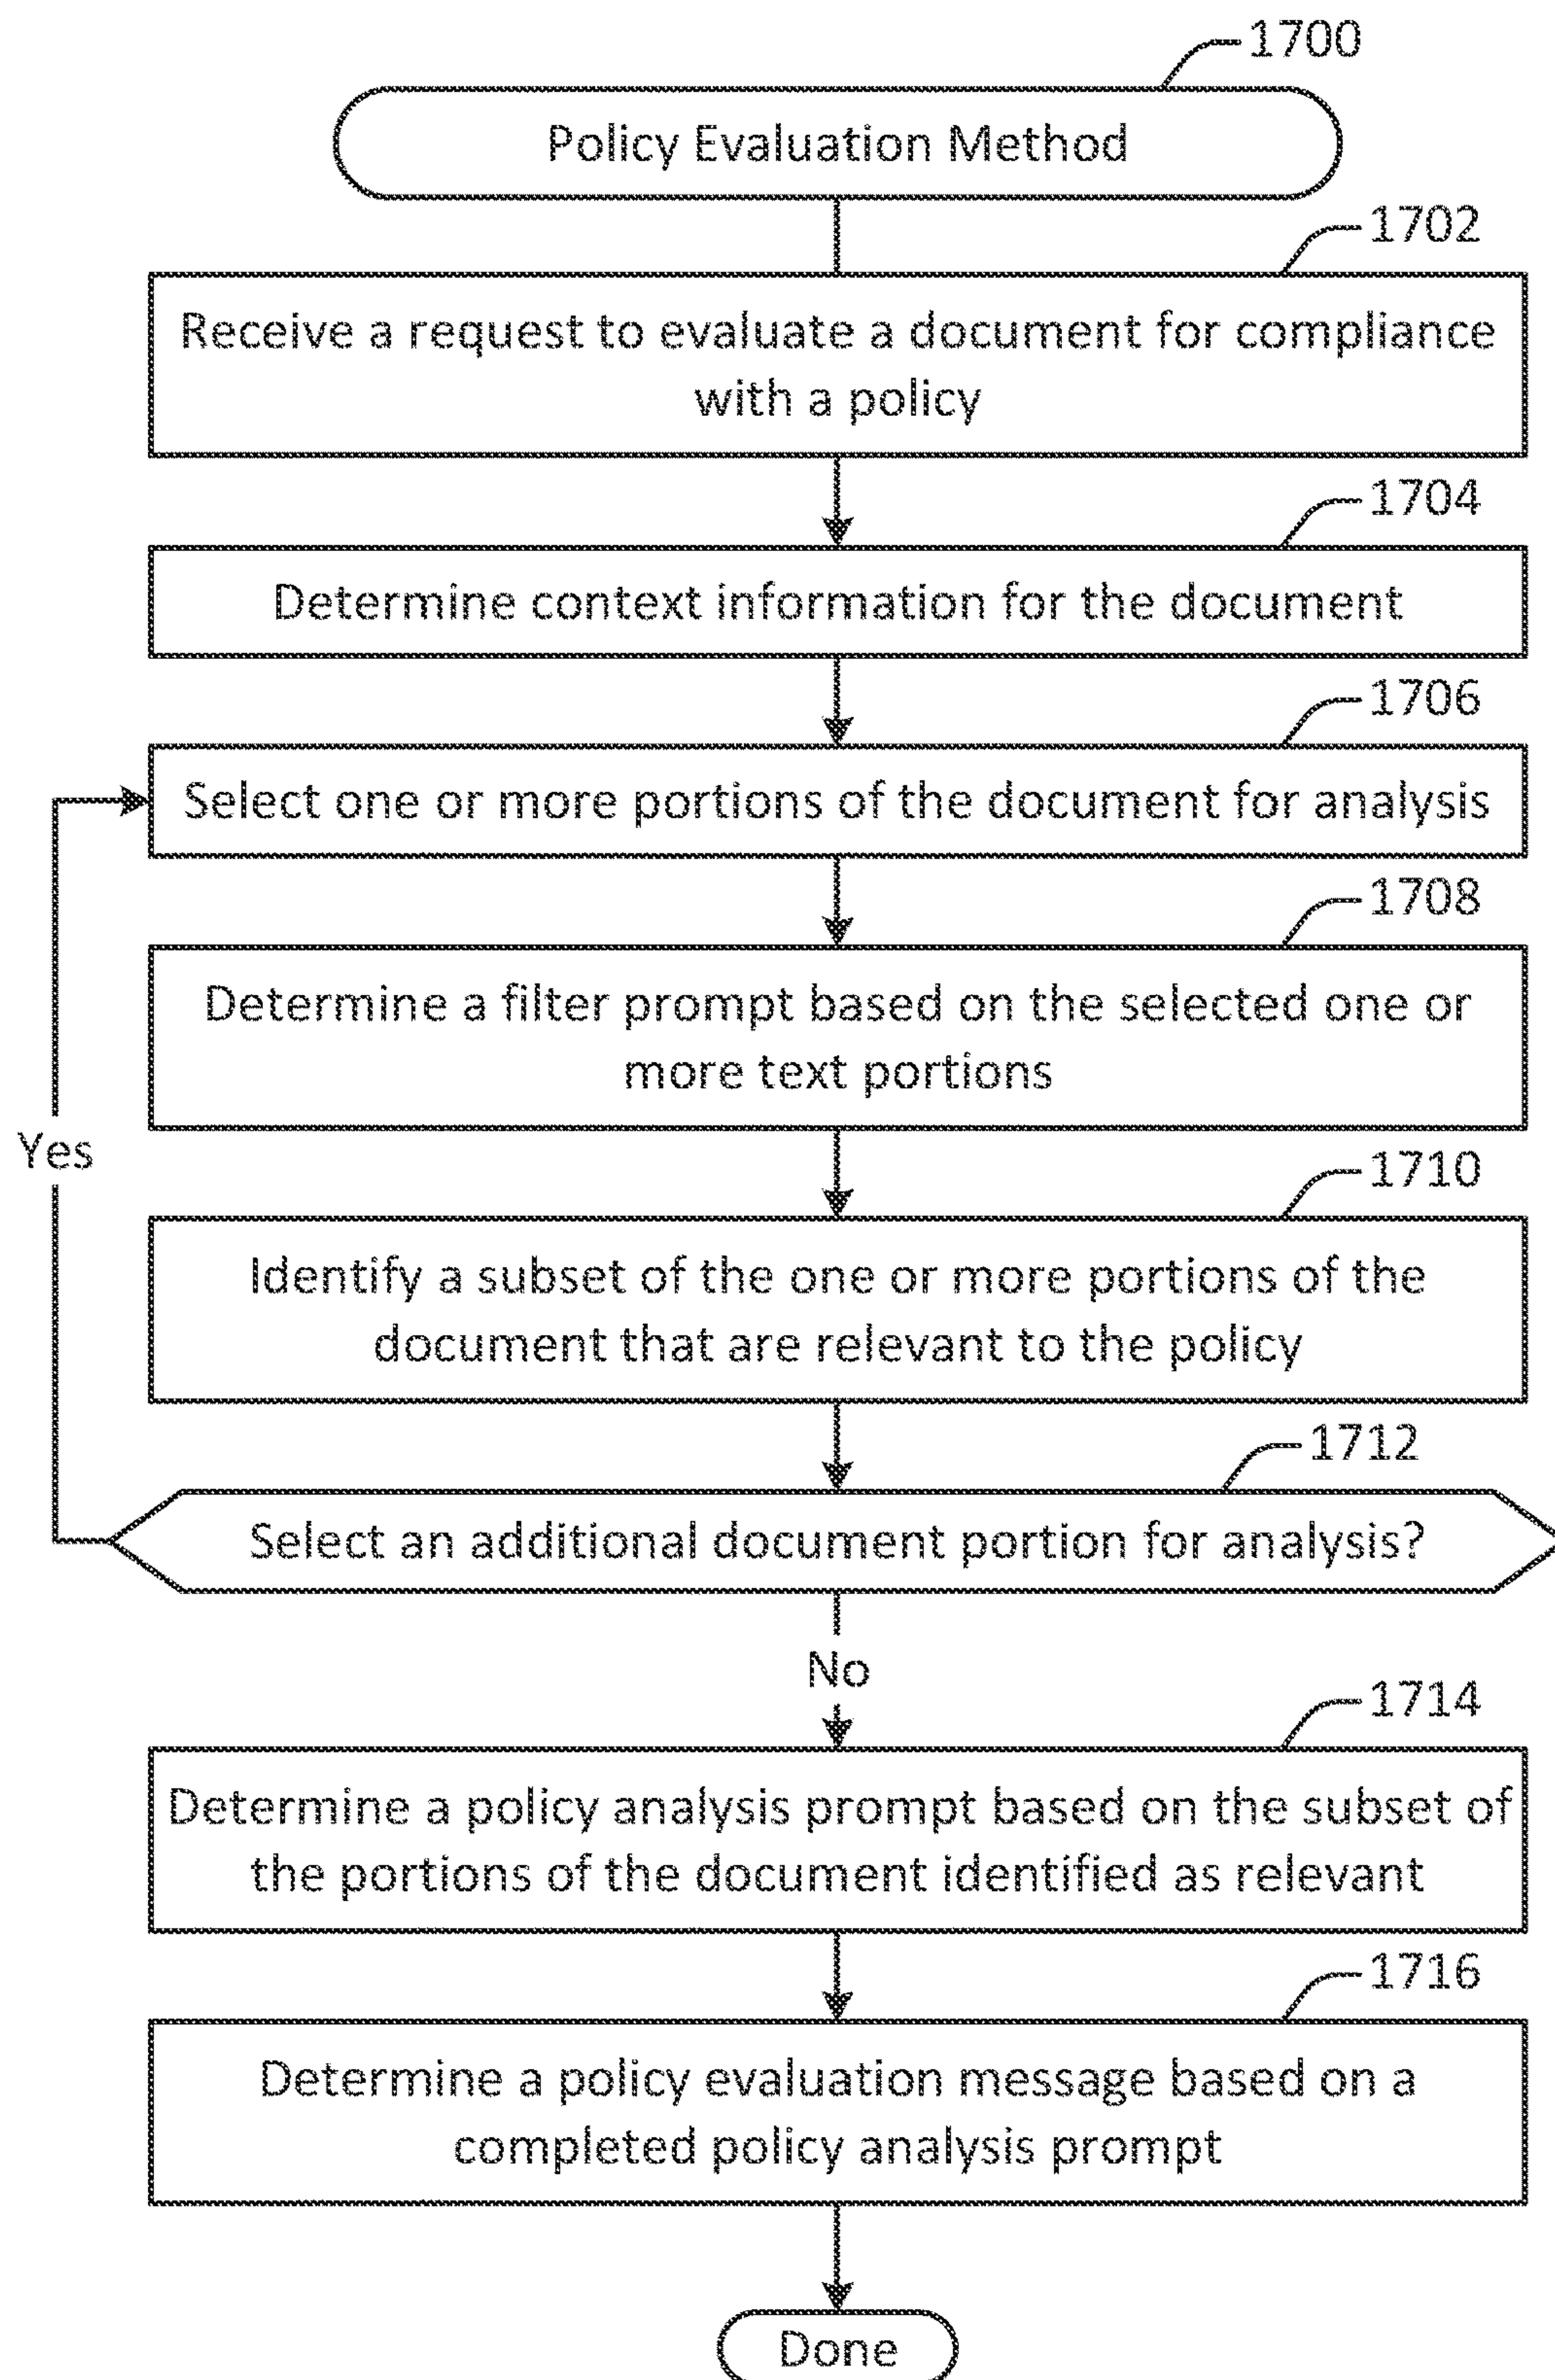 1700
Policy Evaluation Method
1702
Receive a request to evaluate a document for compliance
with a policy
1704
Determine context information for the document
1706
Select one or more portions of the document for analysis
1708
Determine a filter prompt based on the selected one or
more text portions
Yes
1710
Identify a subset of the one or more portions of the
document that are relevant to the policy
1712
Select an additional document portion for analysis?
No
1714
Determine a policy analysis prompt based on the subset of
the portions of the document identified as relevant
1716
Determine a policy evaluation message based on a
completed policy analysis prompt
Done